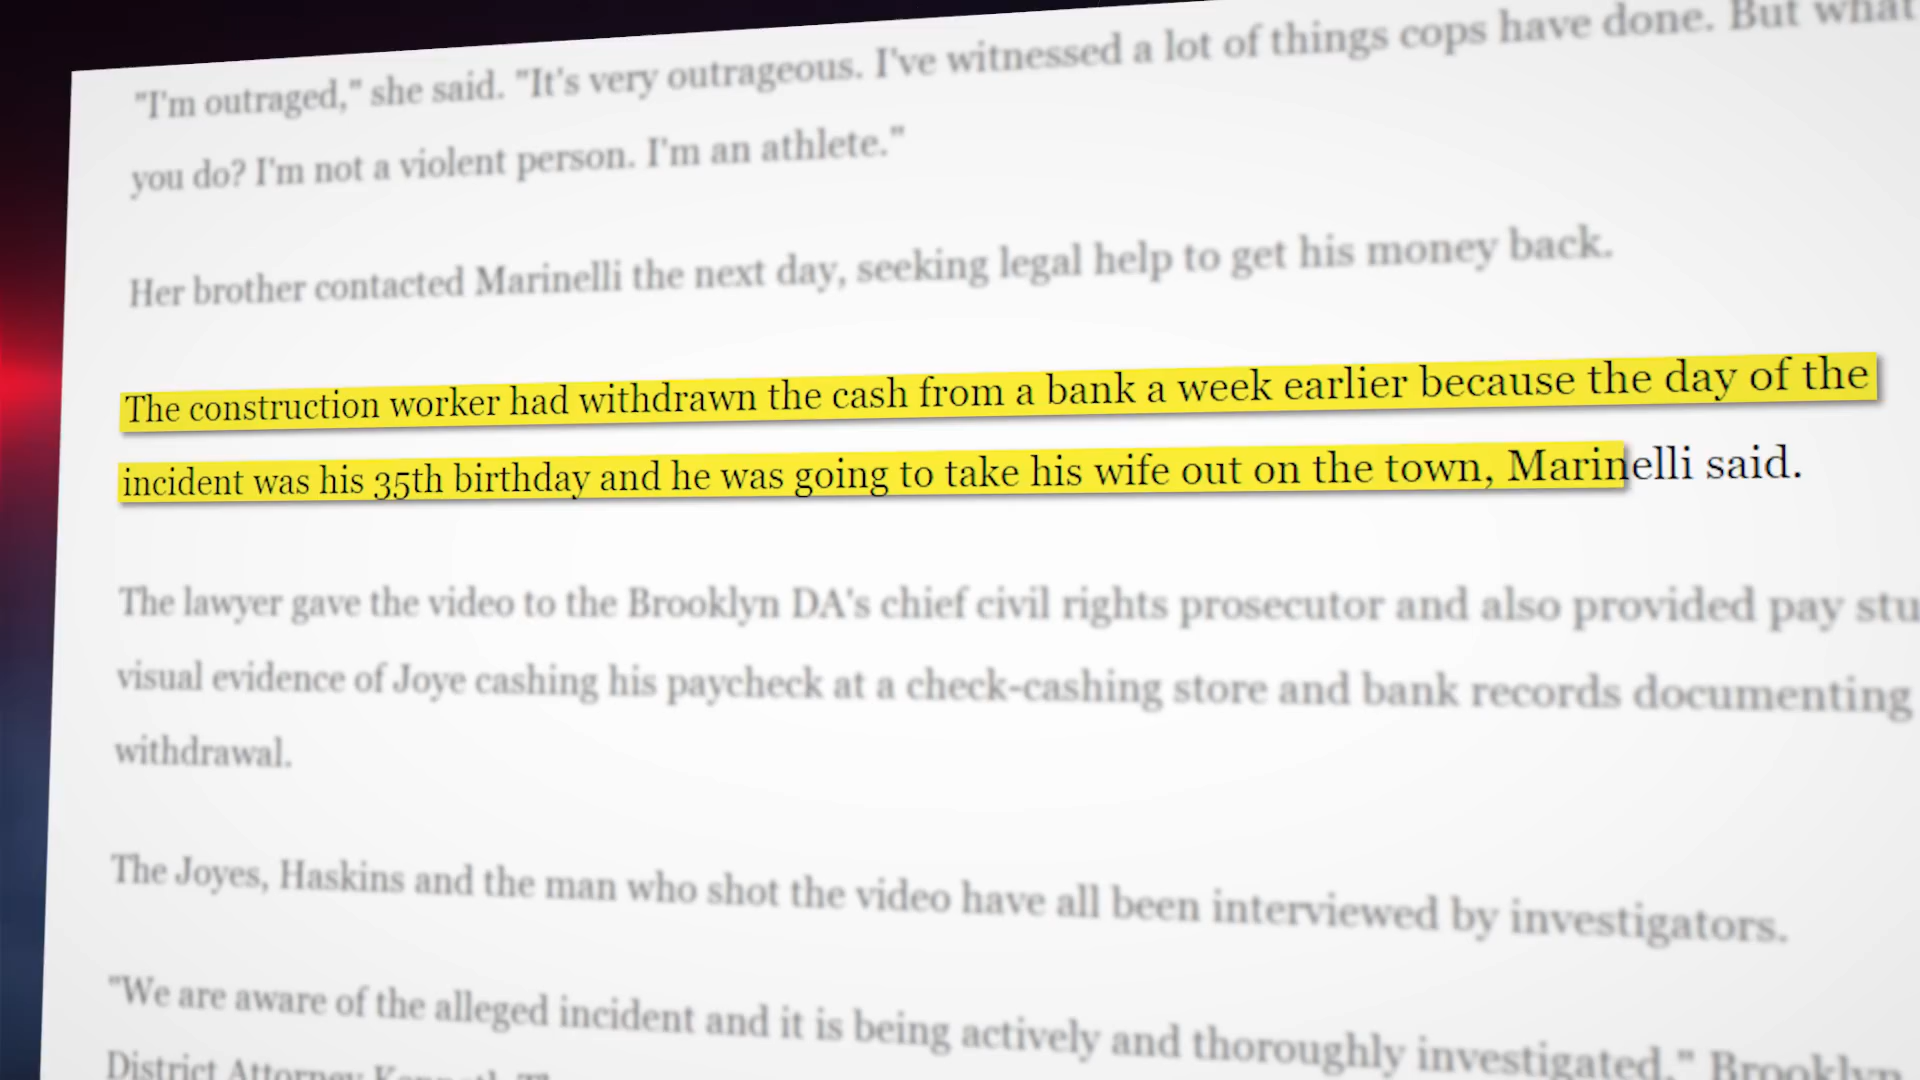 "I'm outraged," she said. "It's very outrageous. I've witnessed a lot of things cops have done. But what
you do? I'm not a violent person. I'm an athlete."
Her brother contacted Marinelli the next day, seeking legal help to get his money back.
The construction worker had withdrawn the cash from a bank a week earlier because the day of the
incident was his 35th birthday and he was going to take his wife out on the town, Marinelli said.
The lawyer gave the video to the Brooklyn DA's chief civil rights prosecutor and also provided pay
visual evidence of Joye cashing his paycheck at a check-cashing store and bank records documenting
withdrawal.
The Joyes, Haskins and the man who shot the video have all been interviewed by investigators.
"We are aware of the alleged incident and it is being actively and thoroughly investigated," Brooklyn
District Attorney